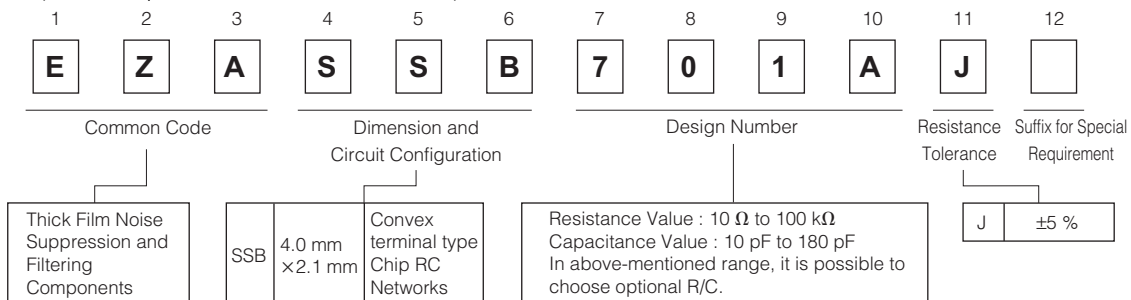 1 2 3 4 5 6 7 8 9 10 11 12
E Z A S S B 7 0 1 A J
Common Code
Dimension and
Circuit Configuration
Design Number
Resistance
Tolerance
Suffix for Special
Requirement
Thick Film Noise
Suppression and
Filtering
Components
SSB
4.0 mm
×2.1 mm
Convex
terminal type
Chip RC
Networks
Resistance Value : 10 Ω to 100 kΩ
Capacitance Value : 10 pF to 180 pF
In above-mentioned range, it is possible to
choose optional R/C.
J ±5 %